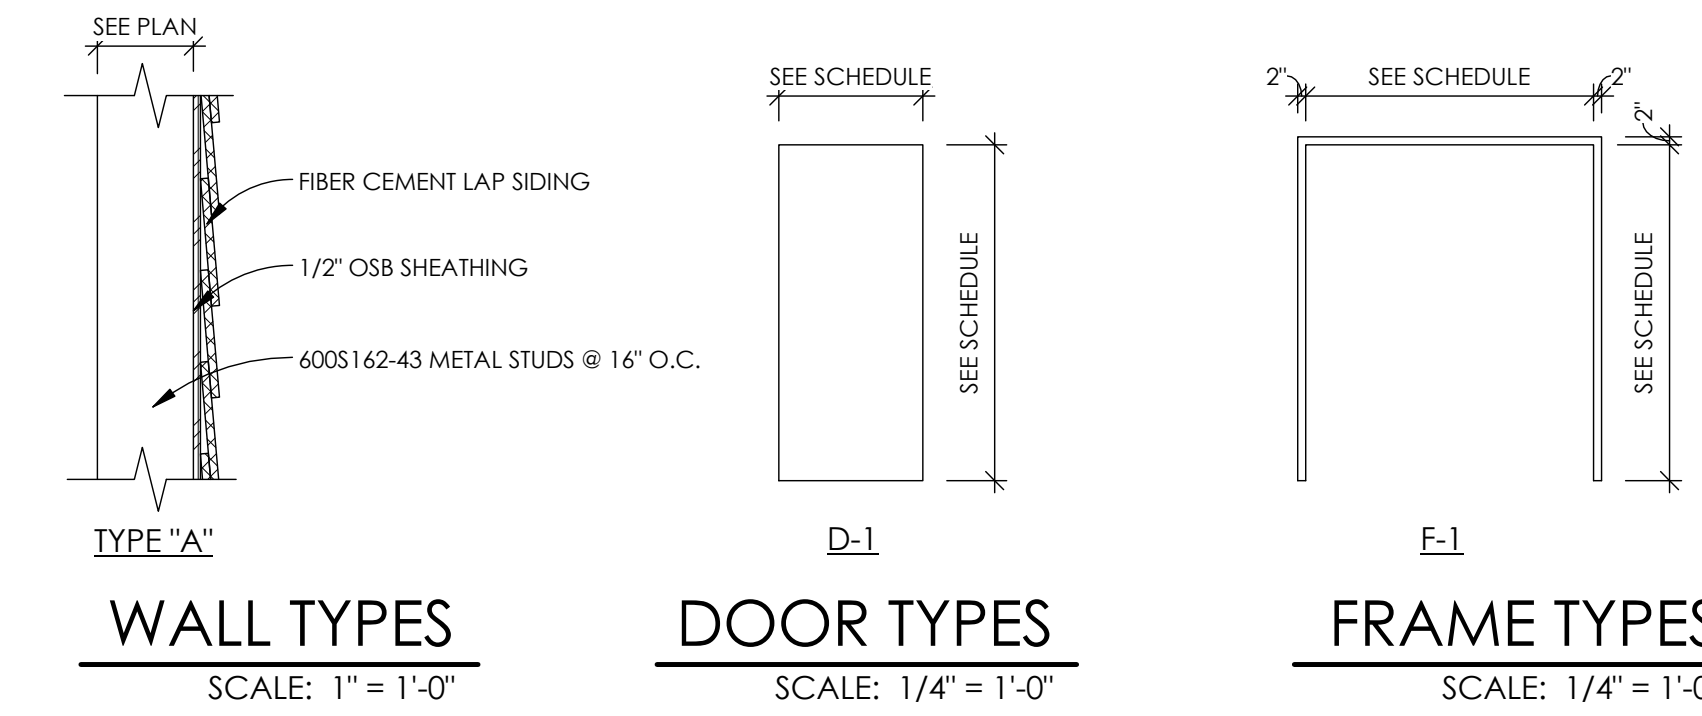 SEE PLAN
FIBER CEMENT LAP SIDING
1/2" OSB SHEATHING
600S162-43 METAL STUDS @ 16" O.C.
TYPE "A"
WALL TYPES
SCALE: 1" = 1'-0"
SEE SCHEDULE
SEE SCHEDULE
D-1
DOOR TYPES
SCALE: 1/4" = 1'-0"
2"
SEE SCHEDULE
2"
2"
SEE SCHEDULE
F-1
FRAME TYPES
SCALE: 1/4" = 1'-0